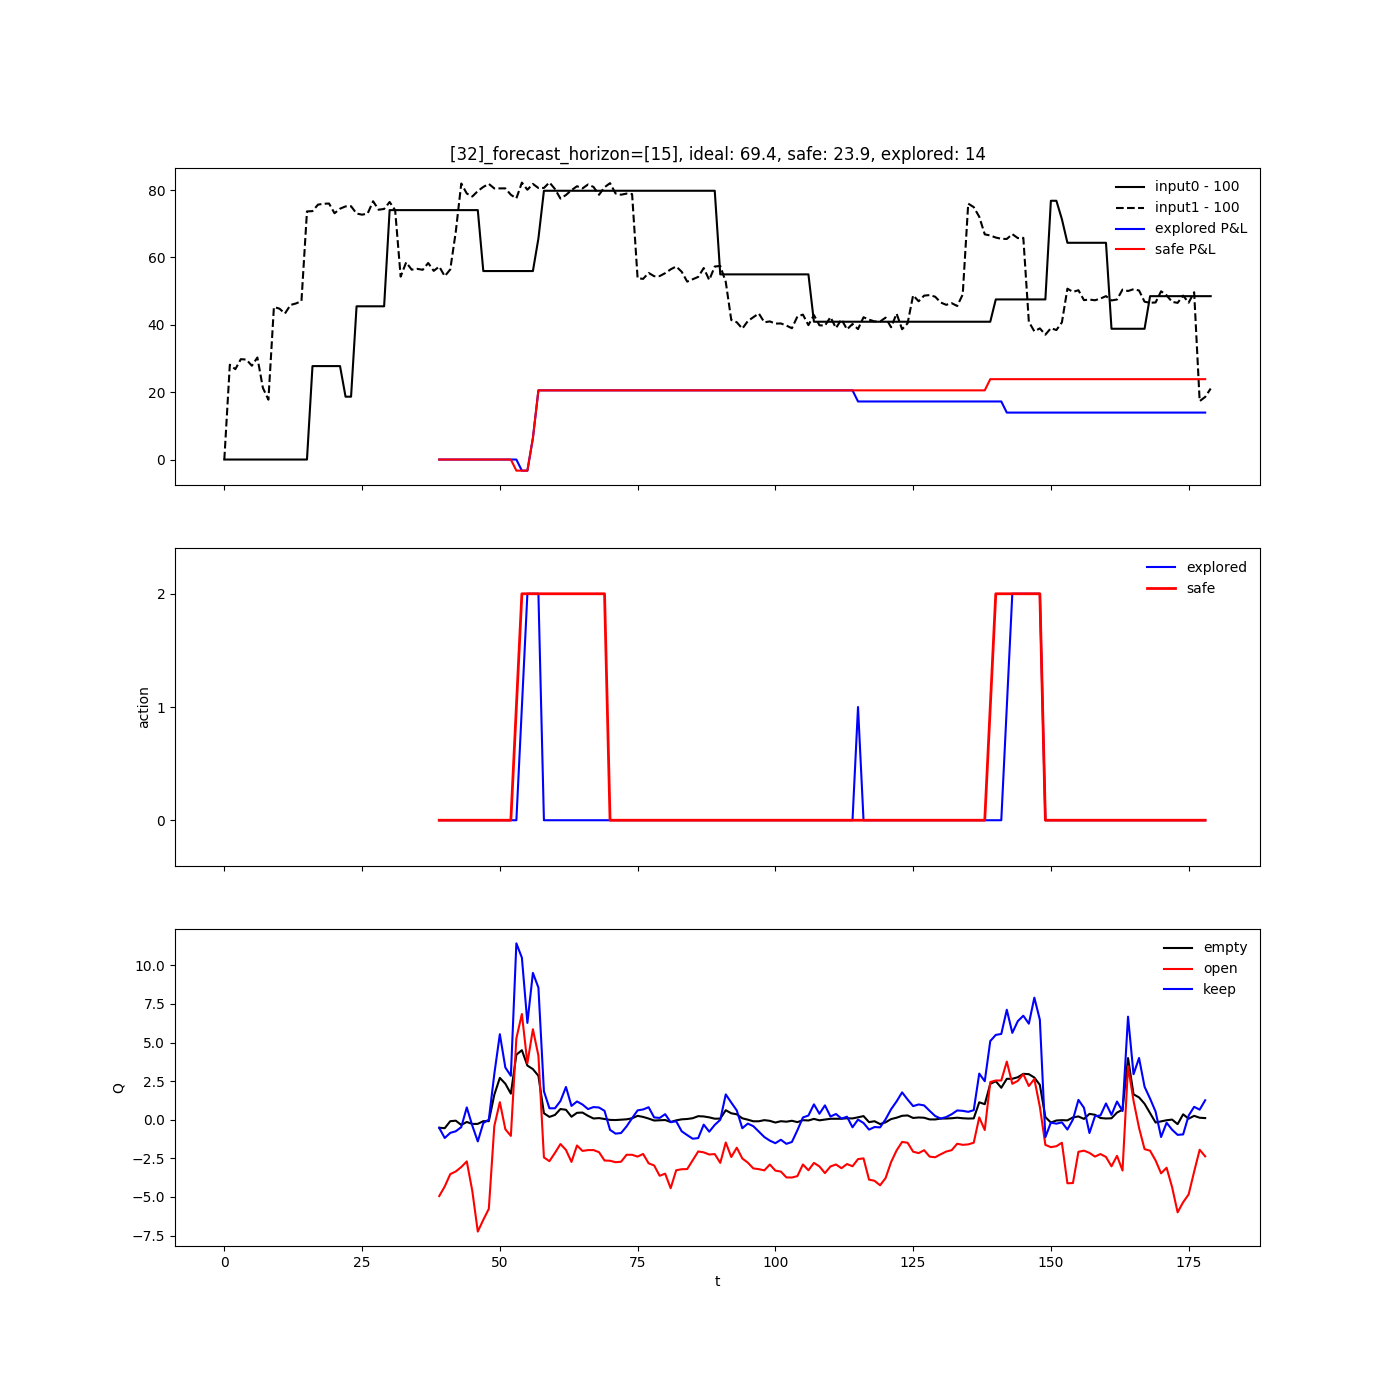 [32]_forecast_horizon=[15], ideal: 69.4, safe: 23.9, explored: 14
80
60
40
20
0
input0 - 100
input1 - 100
explored P&L
safe P&L
2
1
0
action
explored
safe
10.0
7.5
5.0
2.5
0.0
−2.5
−5.0
−7.5
Q
empty
open
keep
0 25 50 75 100 125 150 175
t